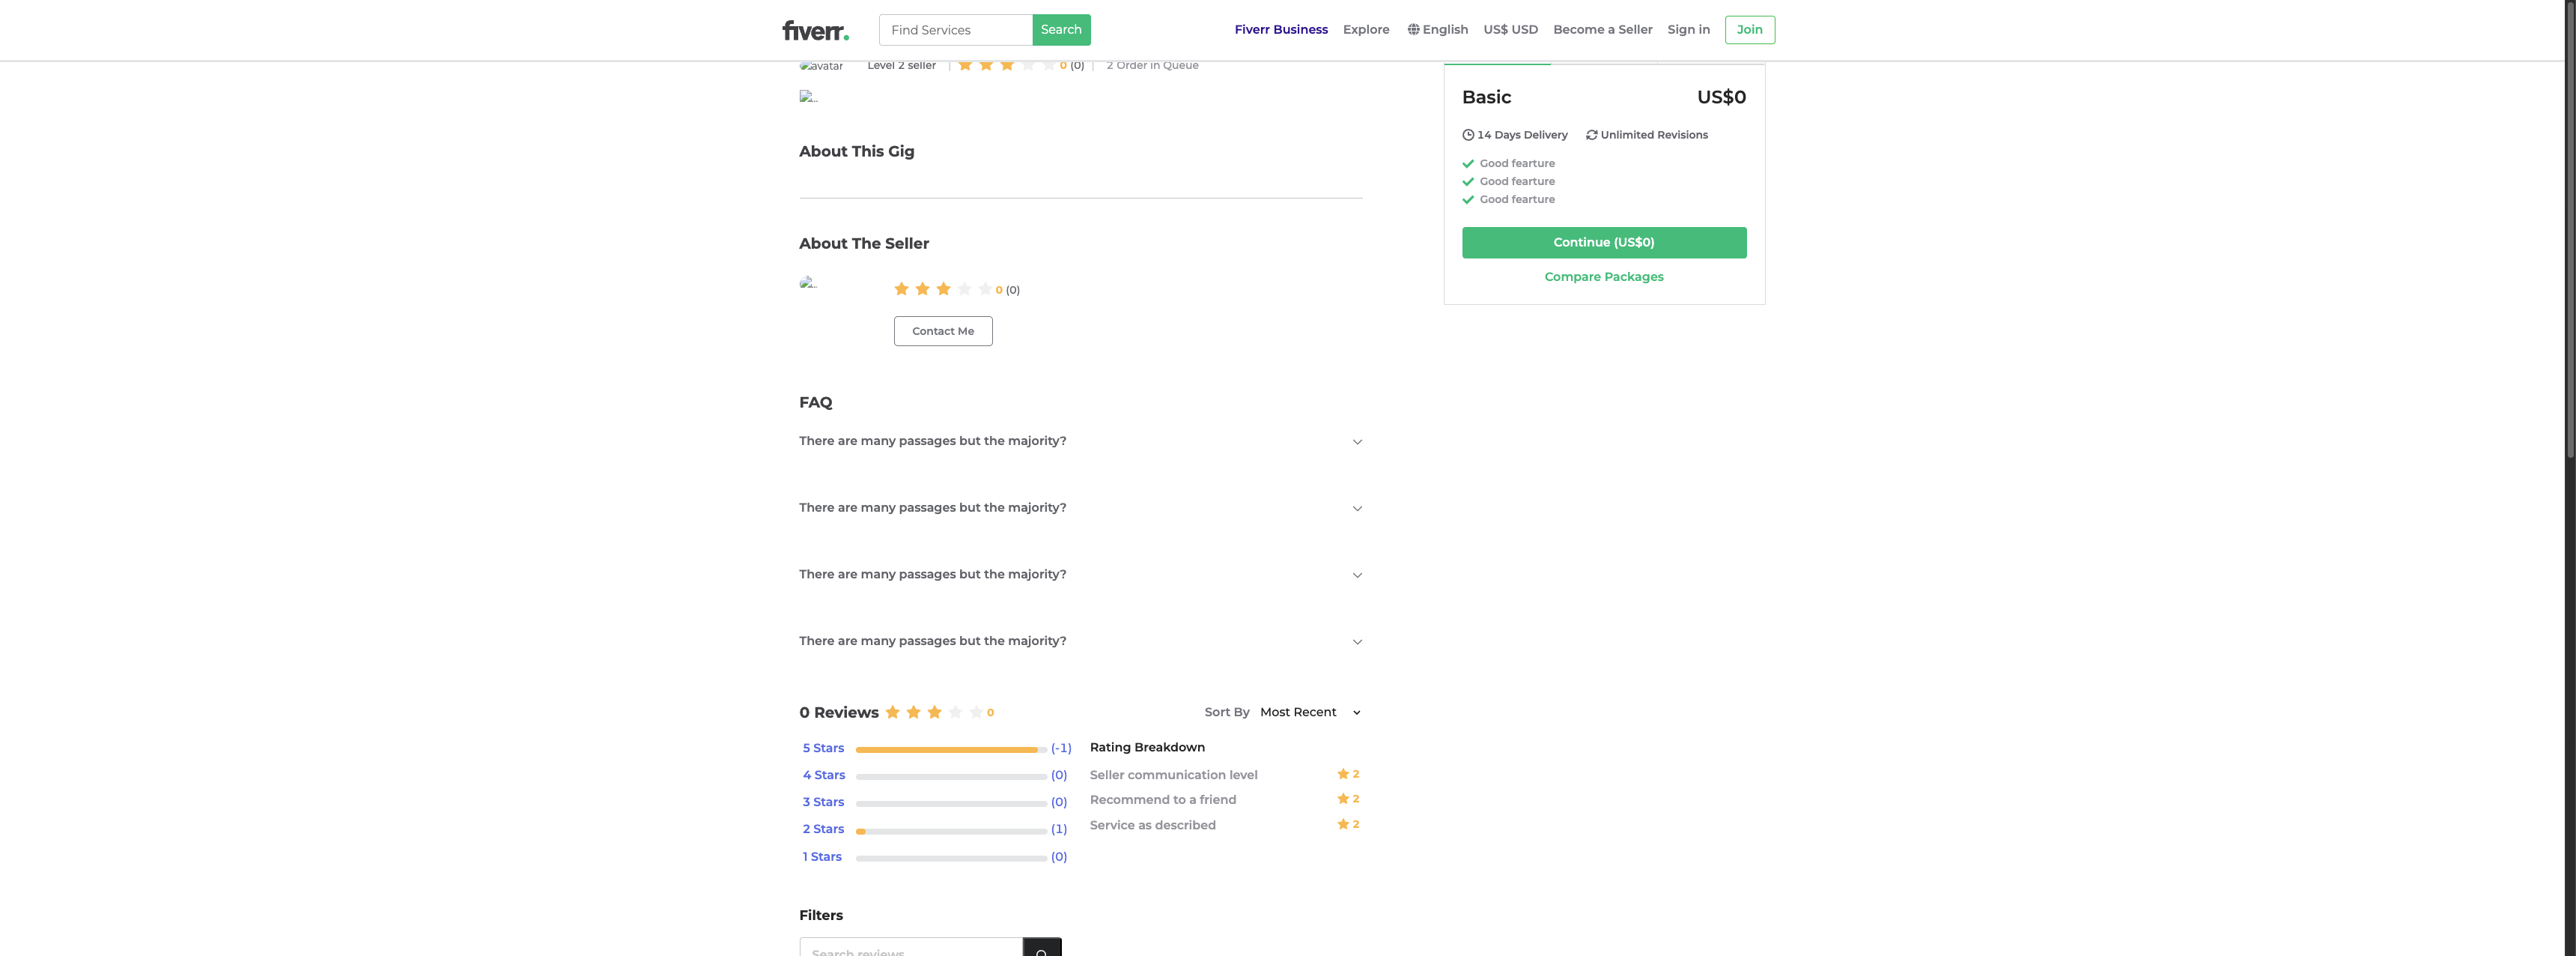 fiverr.
Find Services
Search
Fiverr Business
Explore
English
US$ USD
Become a Seller
Sign in
Join
avatar
Level 2 seller | 0 (0) | 2 Order in Queue
...
About This Gig
About The Seller
...
0 (0)
Contact Me
FAQ
There are many passages but the majority?
There are many passages but the majority?
There are many passages but the majority?
There are many passages but the majority?
0 Reviews 0
Sort By Most Recent
5 Stars (-1)
4 Stars (0)
3 Stars (0)
2 Stars (1)
1 Stars (0)
Rating Breakdown
Seller communication level 2
Recommend to a friend 2
Service as described 2
Filters
Search reviews
Basic US$0
14 Days Delivery Unlimited Revisions
Good fearture
Good fearture
Good fearture
Continue (US$0)
Compare Packages